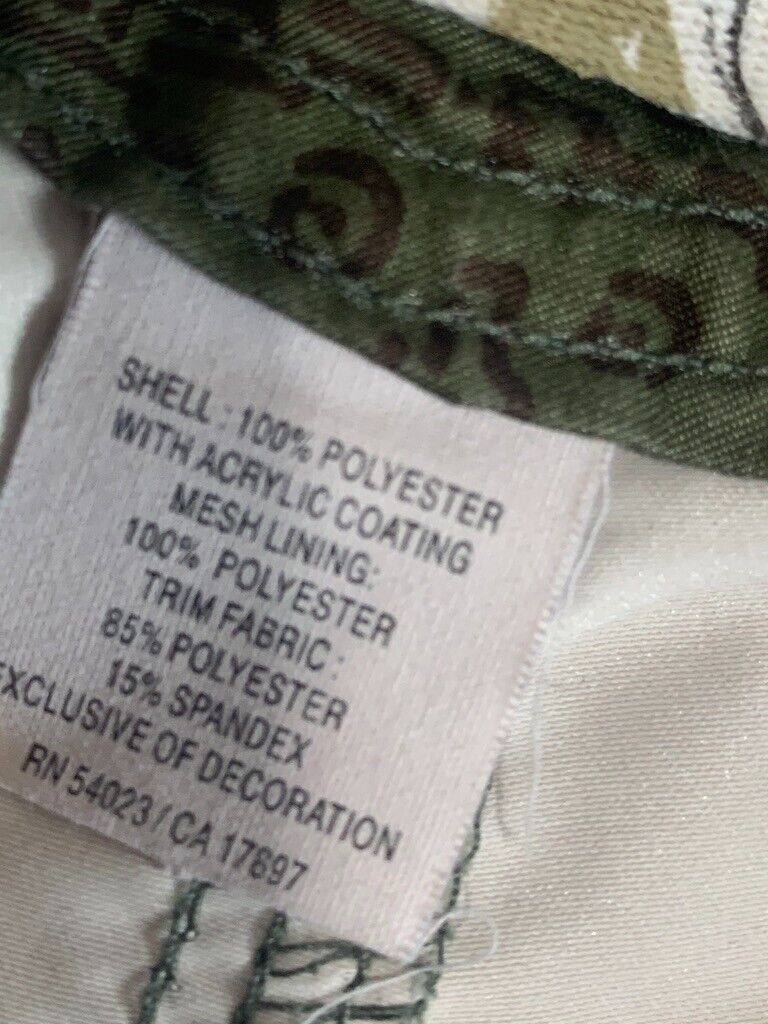 SHELL : 100% POLYESTER
WITH ACRYLIC COATING
MESH LINING:
100% POLYESTER
TRIM FABRIC :
85% POLYESTER
15% SPANDEX
EXCLUSIVE OF DECORATION
RN 54023 / CA 17697